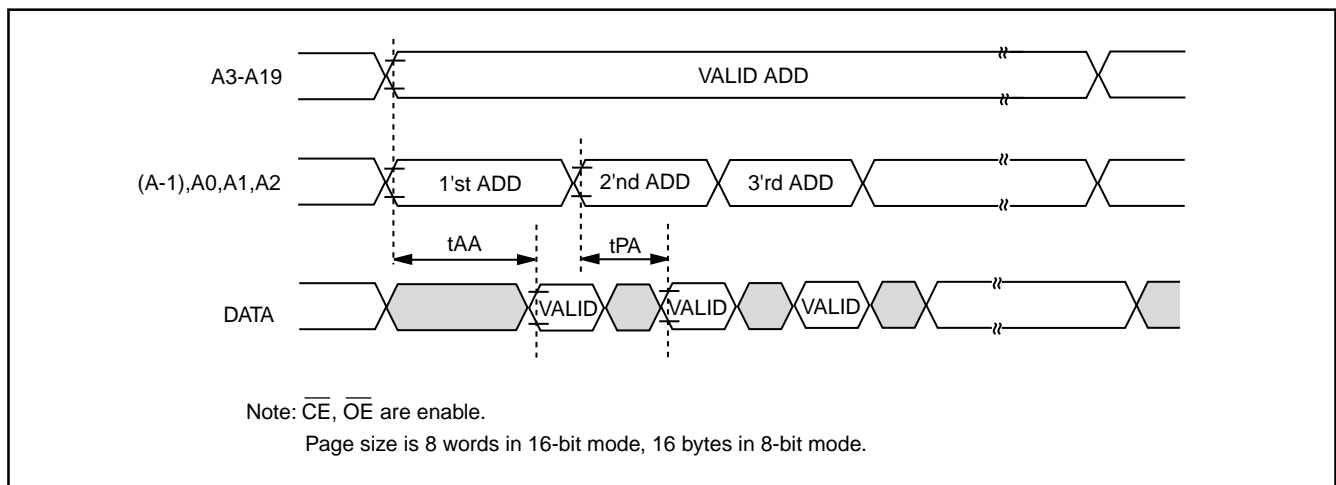 A3-A19
VALID ADD
(A-1),A0,A1,A2
1'st ADD
2'nd ADD
3'rd ADD
tAA
tPA
DATA
VALID
VALID
VALID
Note: CE, OE are enable.
Page size is 8 words in 16-bit mode, 16 bytes in 8-bit mode.